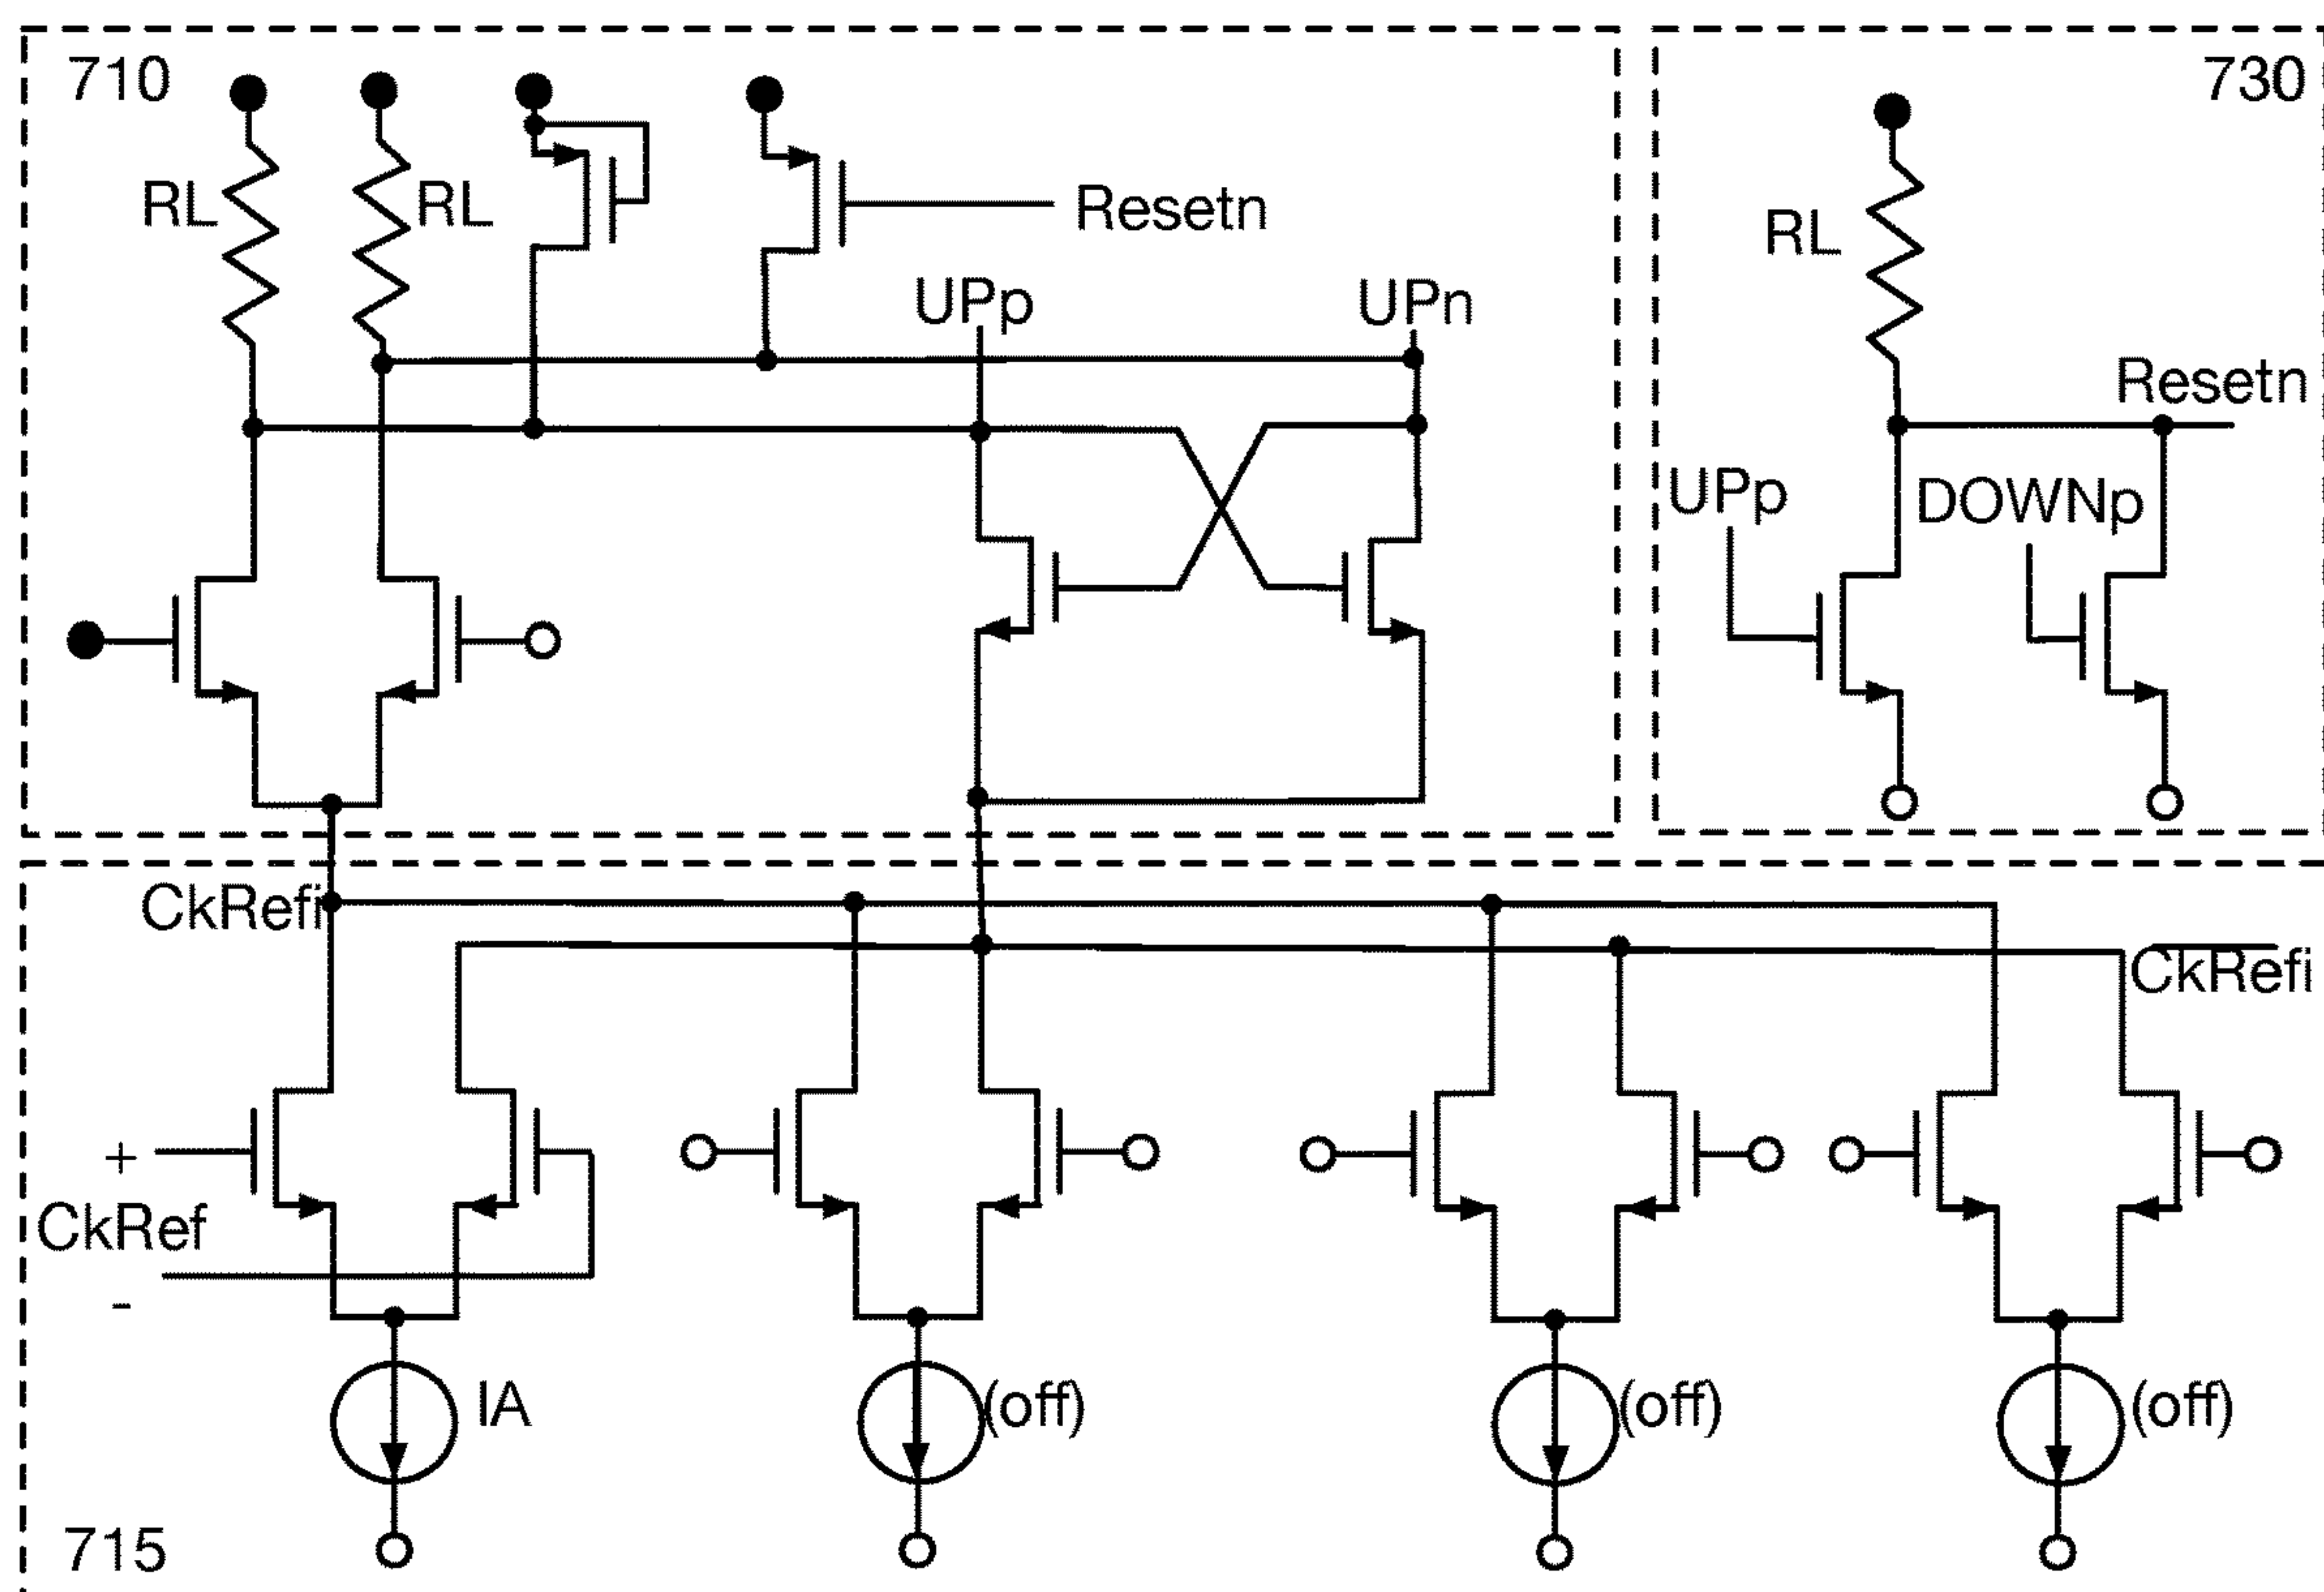 710
730
RL
RL
Resetn
RL
UPp
UPn
Resetn
UPp
DOWNp
CkRefi
CkRefi
+
CkRef
-
IA
(off)
(off)
(off)
715